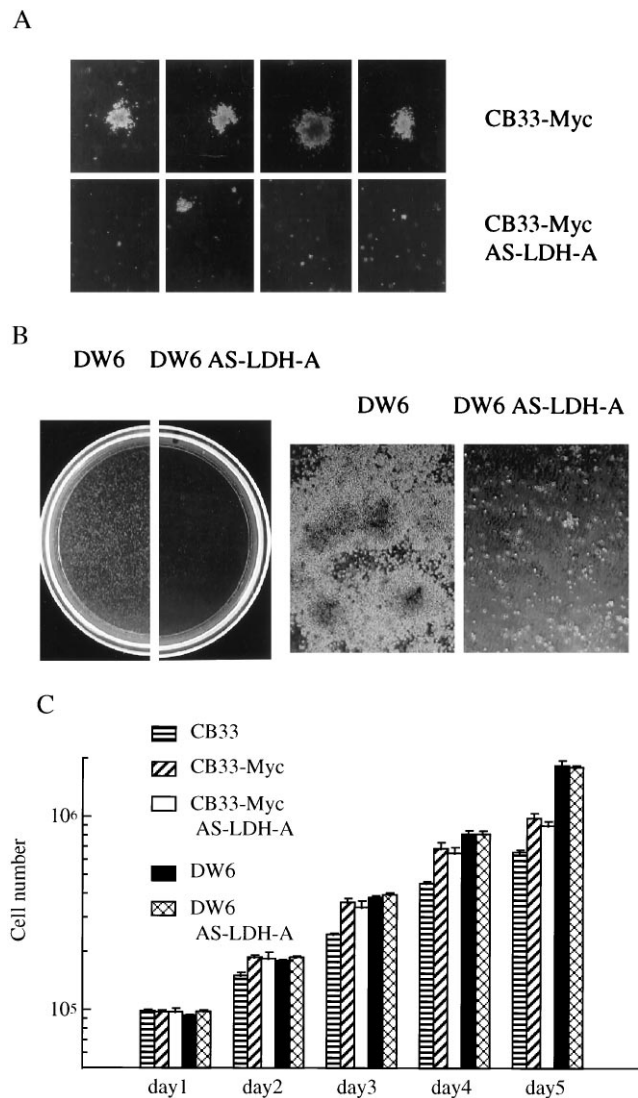 A
CB33-Myc
CB33-Myc
AS-LDH-A
B
DW6 DW6 AS-LDH-A
DW6 DW6 AS-LDH-A
C
CB33
CB33-Myc
CB33-Myc
AS-LDH-A
DW6
DW6
AS-LDH-A
Cell number
10⁶
10⁵
day1 day2 day3 day4 day5